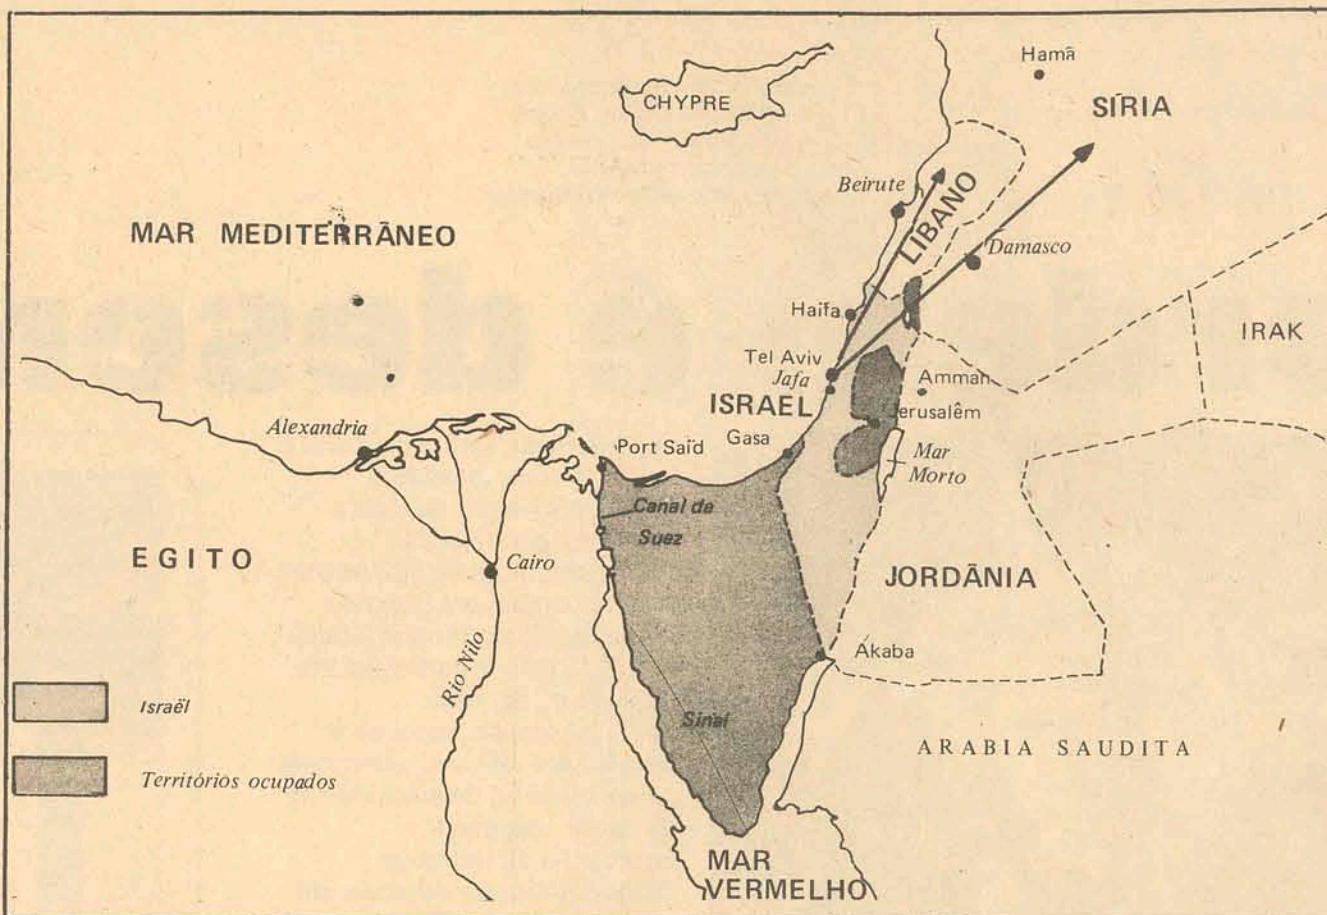 Hamã
CHYPRE
SÍRIA
Beirute
LIBANO
MAR MEDITERRÂNEO
Damasco
Haifa
IRAK
Tel Aviv
Jafa
Amman
ISRAEL
Jerusalêm
Alexandria
Port Saïd
Gasa
Mar
Morto
Canal de
Suez
EGITO
Cairo
JORDÂNIA
Ákaba
Rio Nilo
Israël
Sinai
ARABIA SAUDITA
Territórios ocupados
MAR
VERMELHO